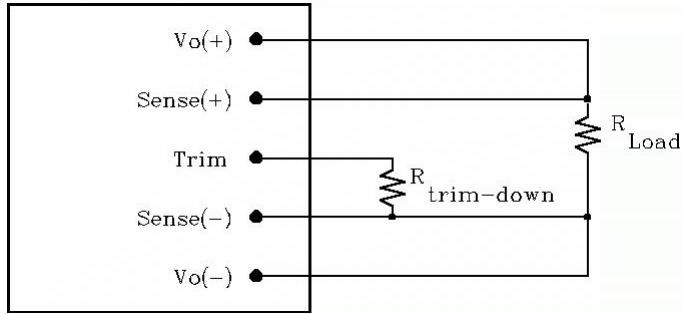 Vo(+)
Sense(+)
Trim
Sense(-)
Vo(-)
R trim-down
R Load